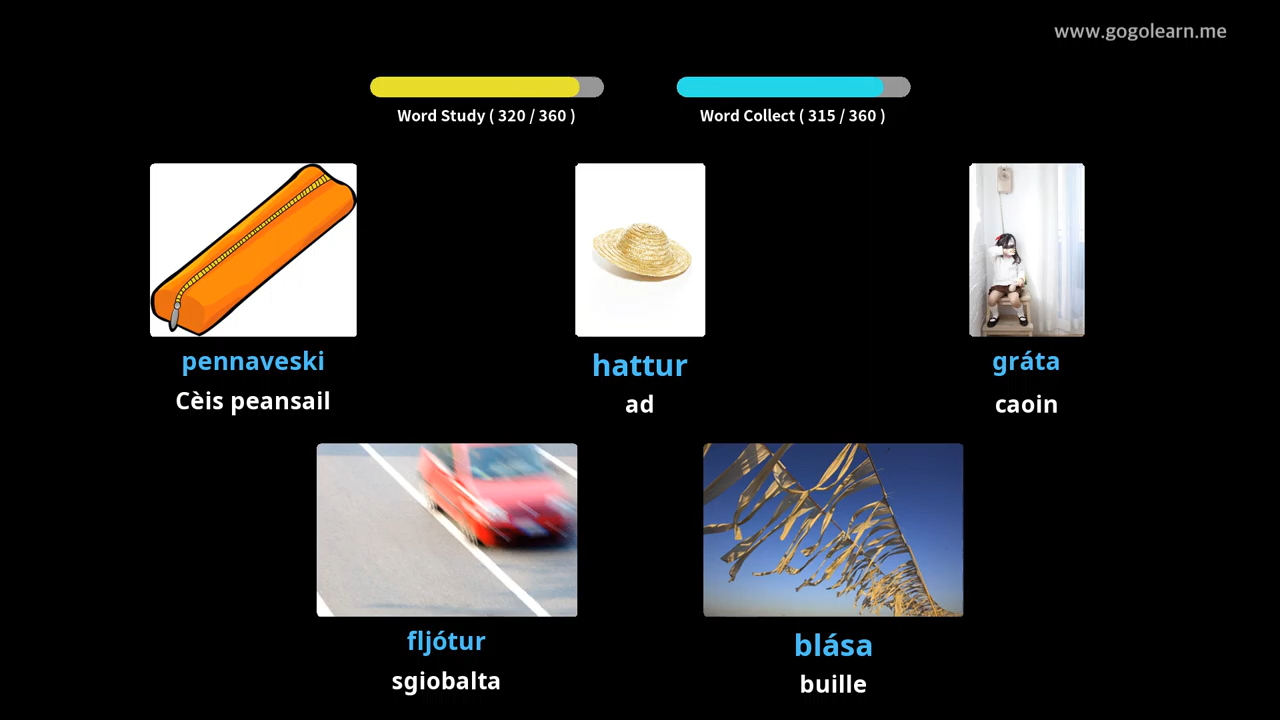 www.gogolearn.me
Word Study ( 320 / 360 )
Word Collect ( 315 / 360 )
pennaveski
Cèis peansail
hattur
ad
gráta
caoin
fljótur
sgiobalta
blása
buille